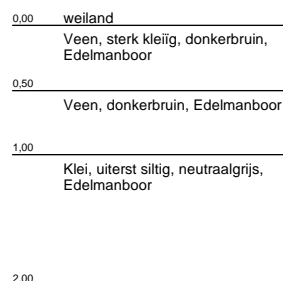 0,00 weiland
Veen, sterk kleiïg, donkerbruin,
Edelmanboor
0,50
Veen, donkerbruin, Edelmanboor
1,00
Klei, uiterst siltig, neutraalgrijs,
Edelmanboor
2,00